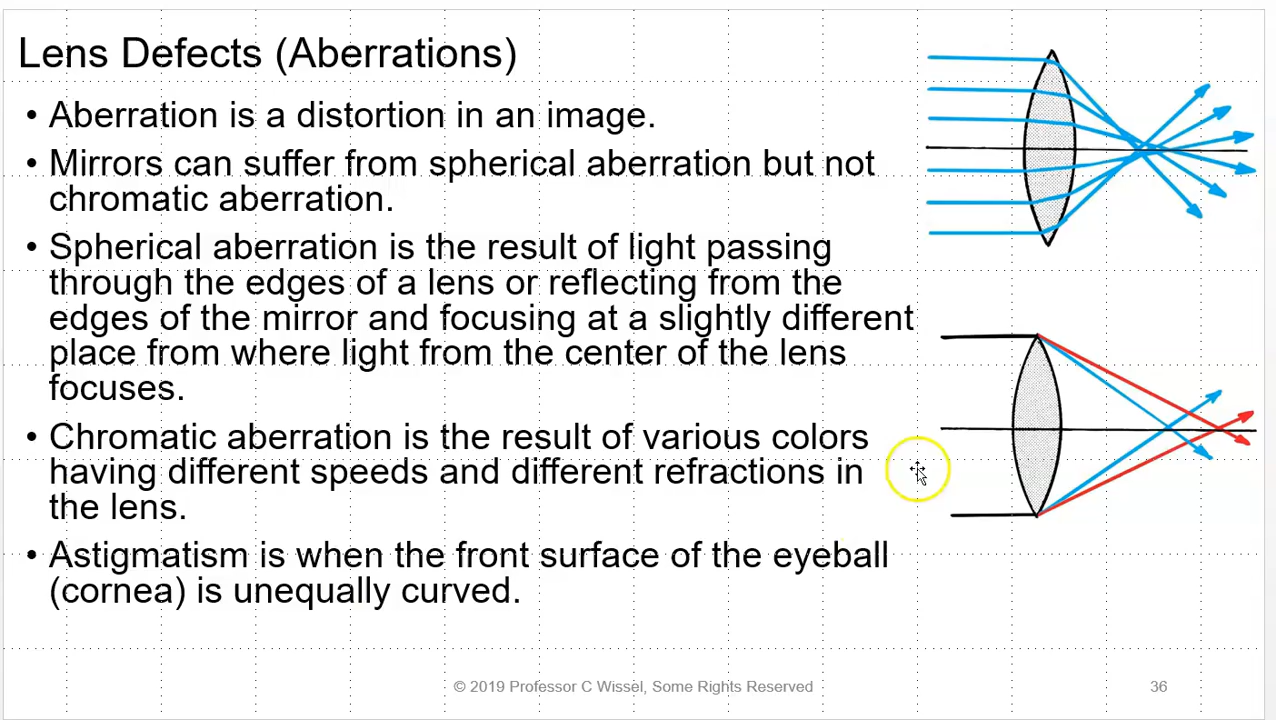 Lens Defects (Aberrations)
• Aberration is a distortion in an image.
• Mirrors can suffer from spherical aberration but not
chromatic aberration.
• Spherical aberration is the result of light passing
through the edges of a lens or reflecting from the
edges of the mirror and focusing at a slightly different
place from where light from the center of the lens
focuses.
• Chromatic aberration is the result of various colors
having different speeds and different refractions in
the lens.
• Astigmatism is when the front surface of the eyeball
(cornea) is unequally curved.
© 2019 Professor C Wissel, Some Rights Reserved
36